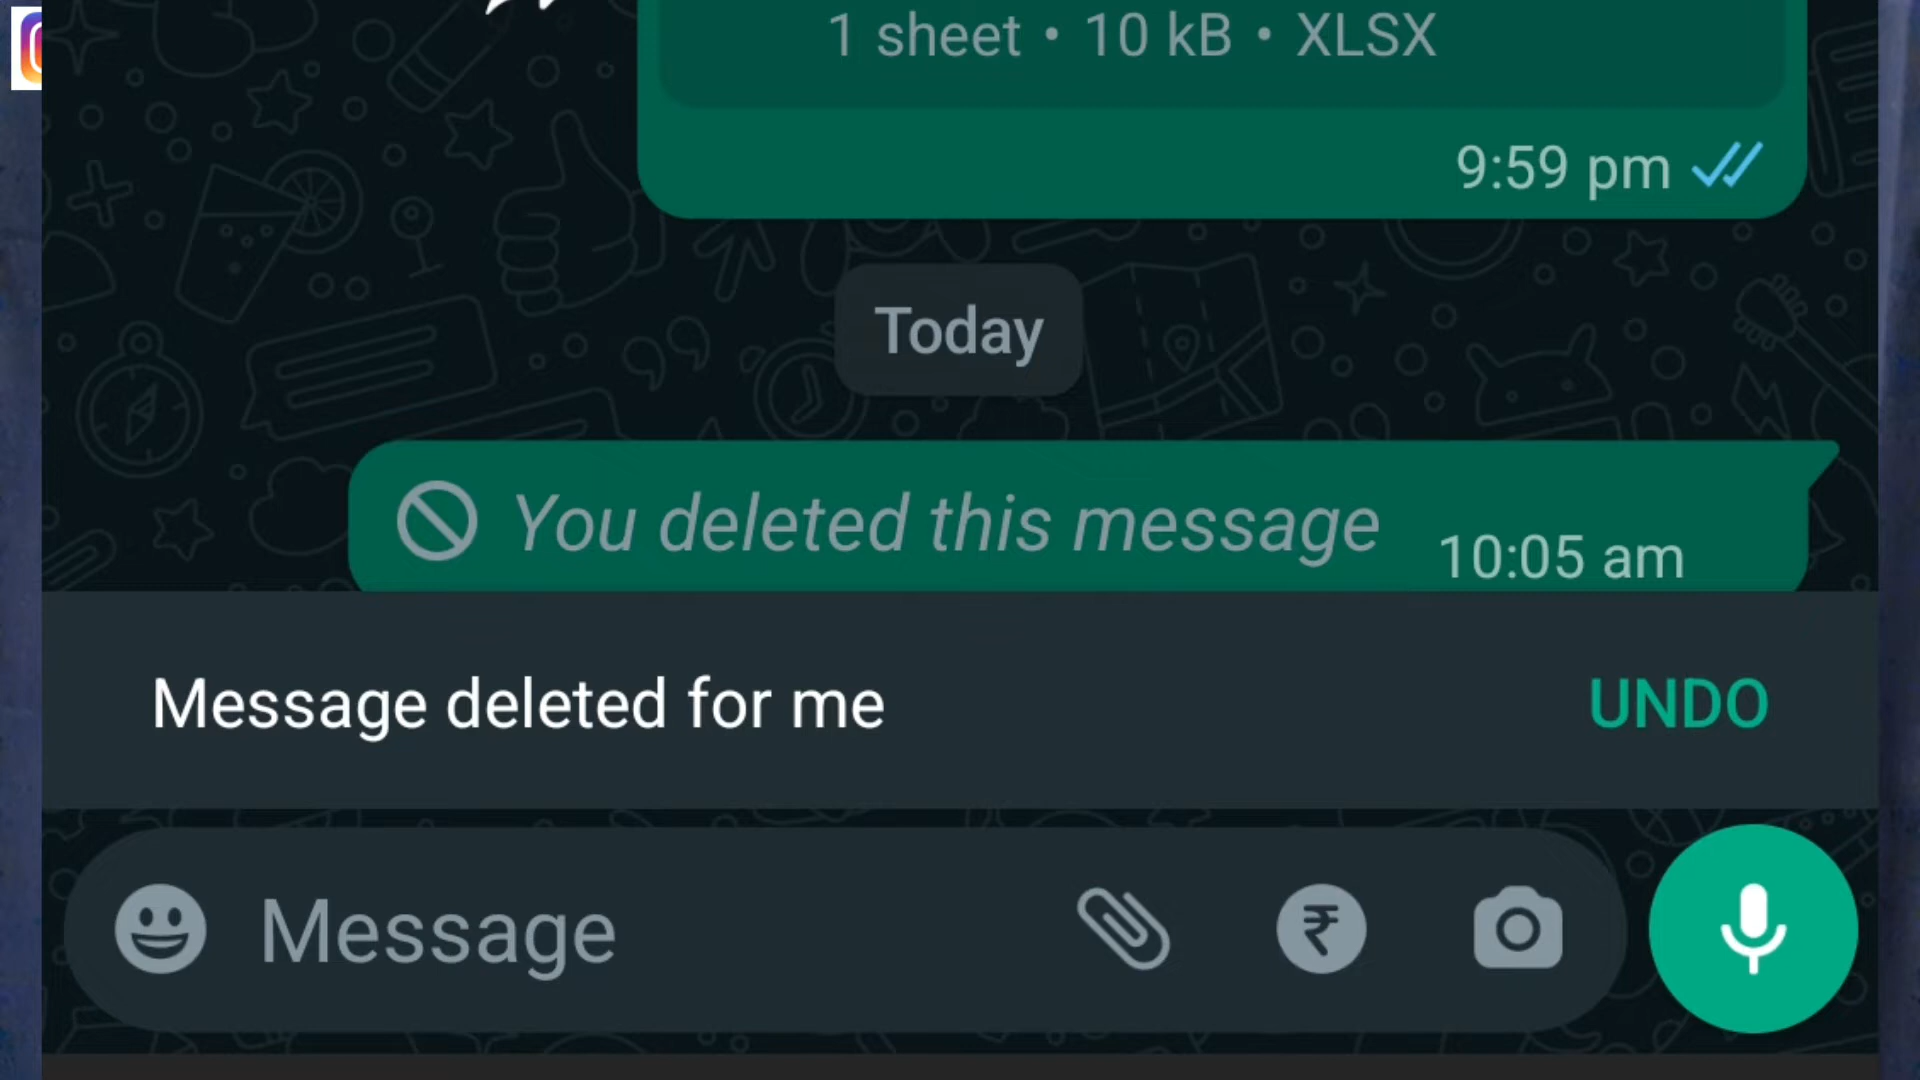 1 sheet • 10 kB • XLSX
9:59 pm
Today
You deleted this message
10:05 am
Message deleted for me
UNDO
Message
₹